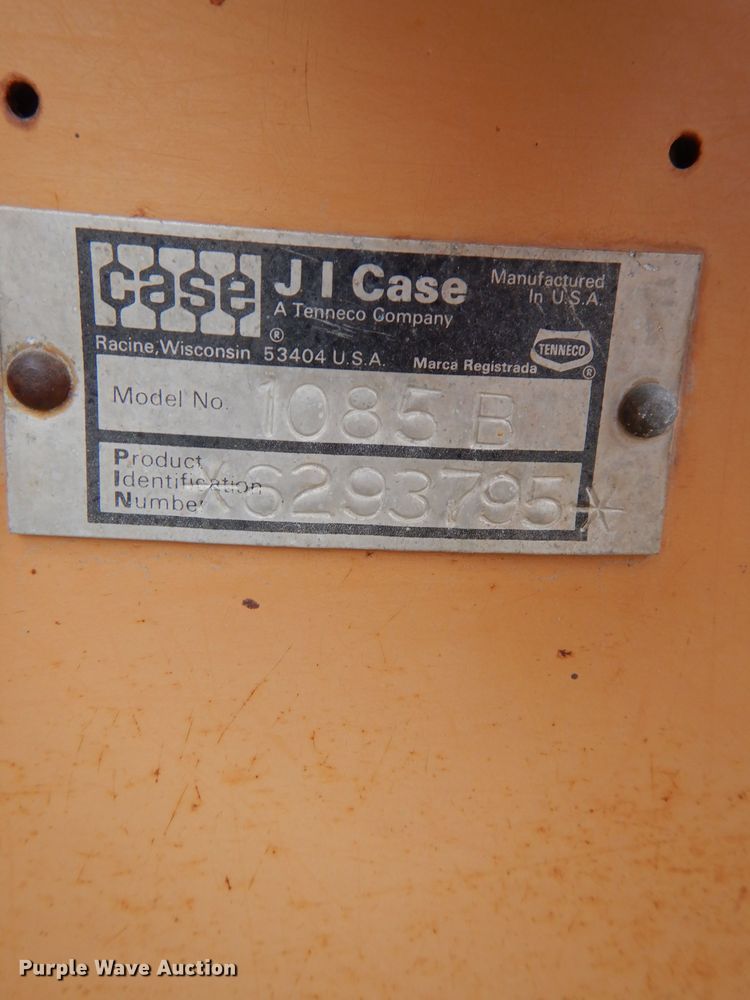 case
J I Case
Manufactured
In U.S.A.
A Tenneco Company
®
Racine, Wisconsin 53404 U.S.A.
Marca Registrada
TENNECO
®
Model No. 1085 B
Product
Identification
Number *6293795*
Purple Wave Auction